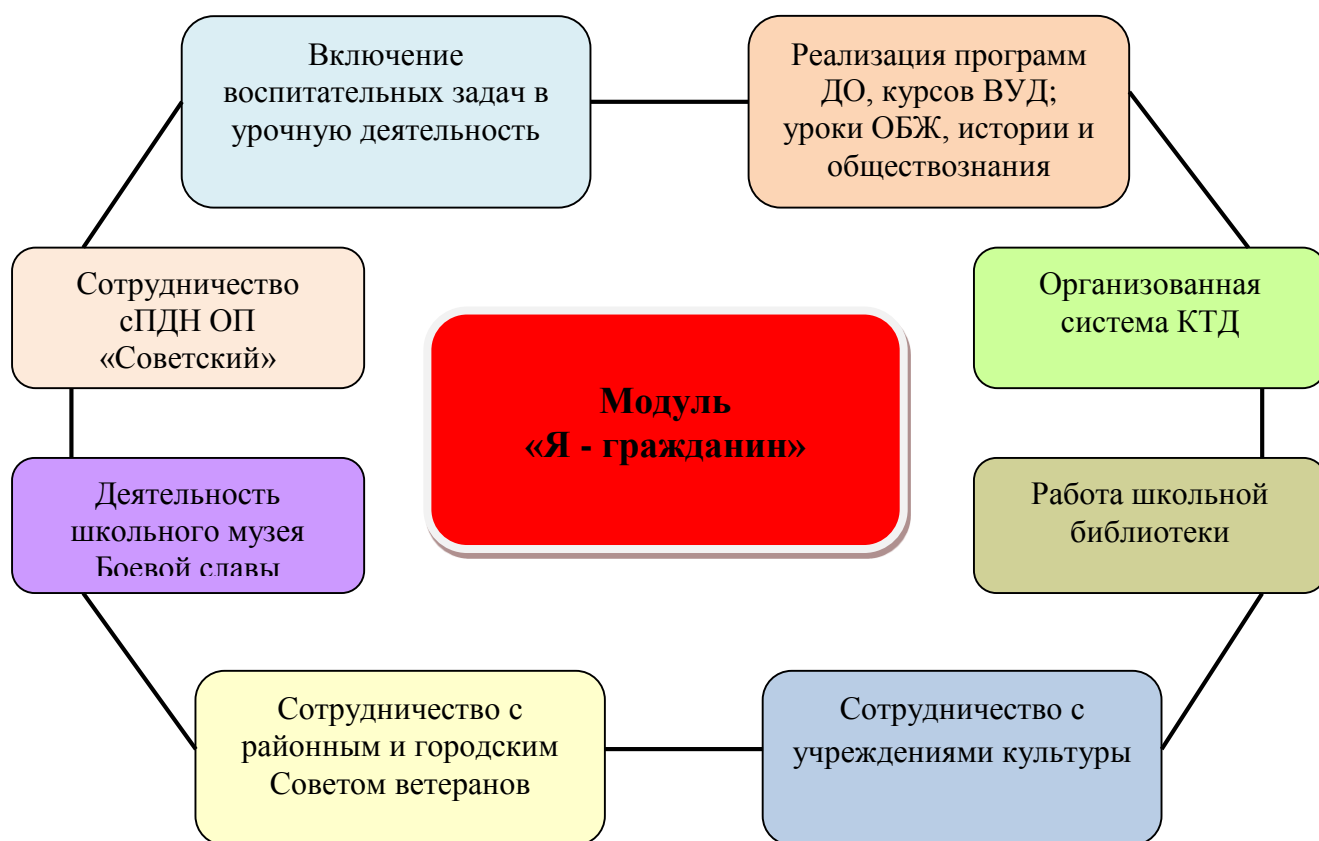 Включение
воспитательных задач в
урочную деятельность
Реализация программ
ДО, курсов ВУД;
уроки ОБЖ, истории и
обществознания
Сотрудничество
сПДН ОП
«Советский»
Организованная
система КТД
Модуль
«Я - гражданин»
Деятельность
школьного музея
Боевой славы
Работа школьной
библиотеки
Сотрудничество с
районным и городским
Советом ветеранов
Сотрудничество с
учреждениями культуры